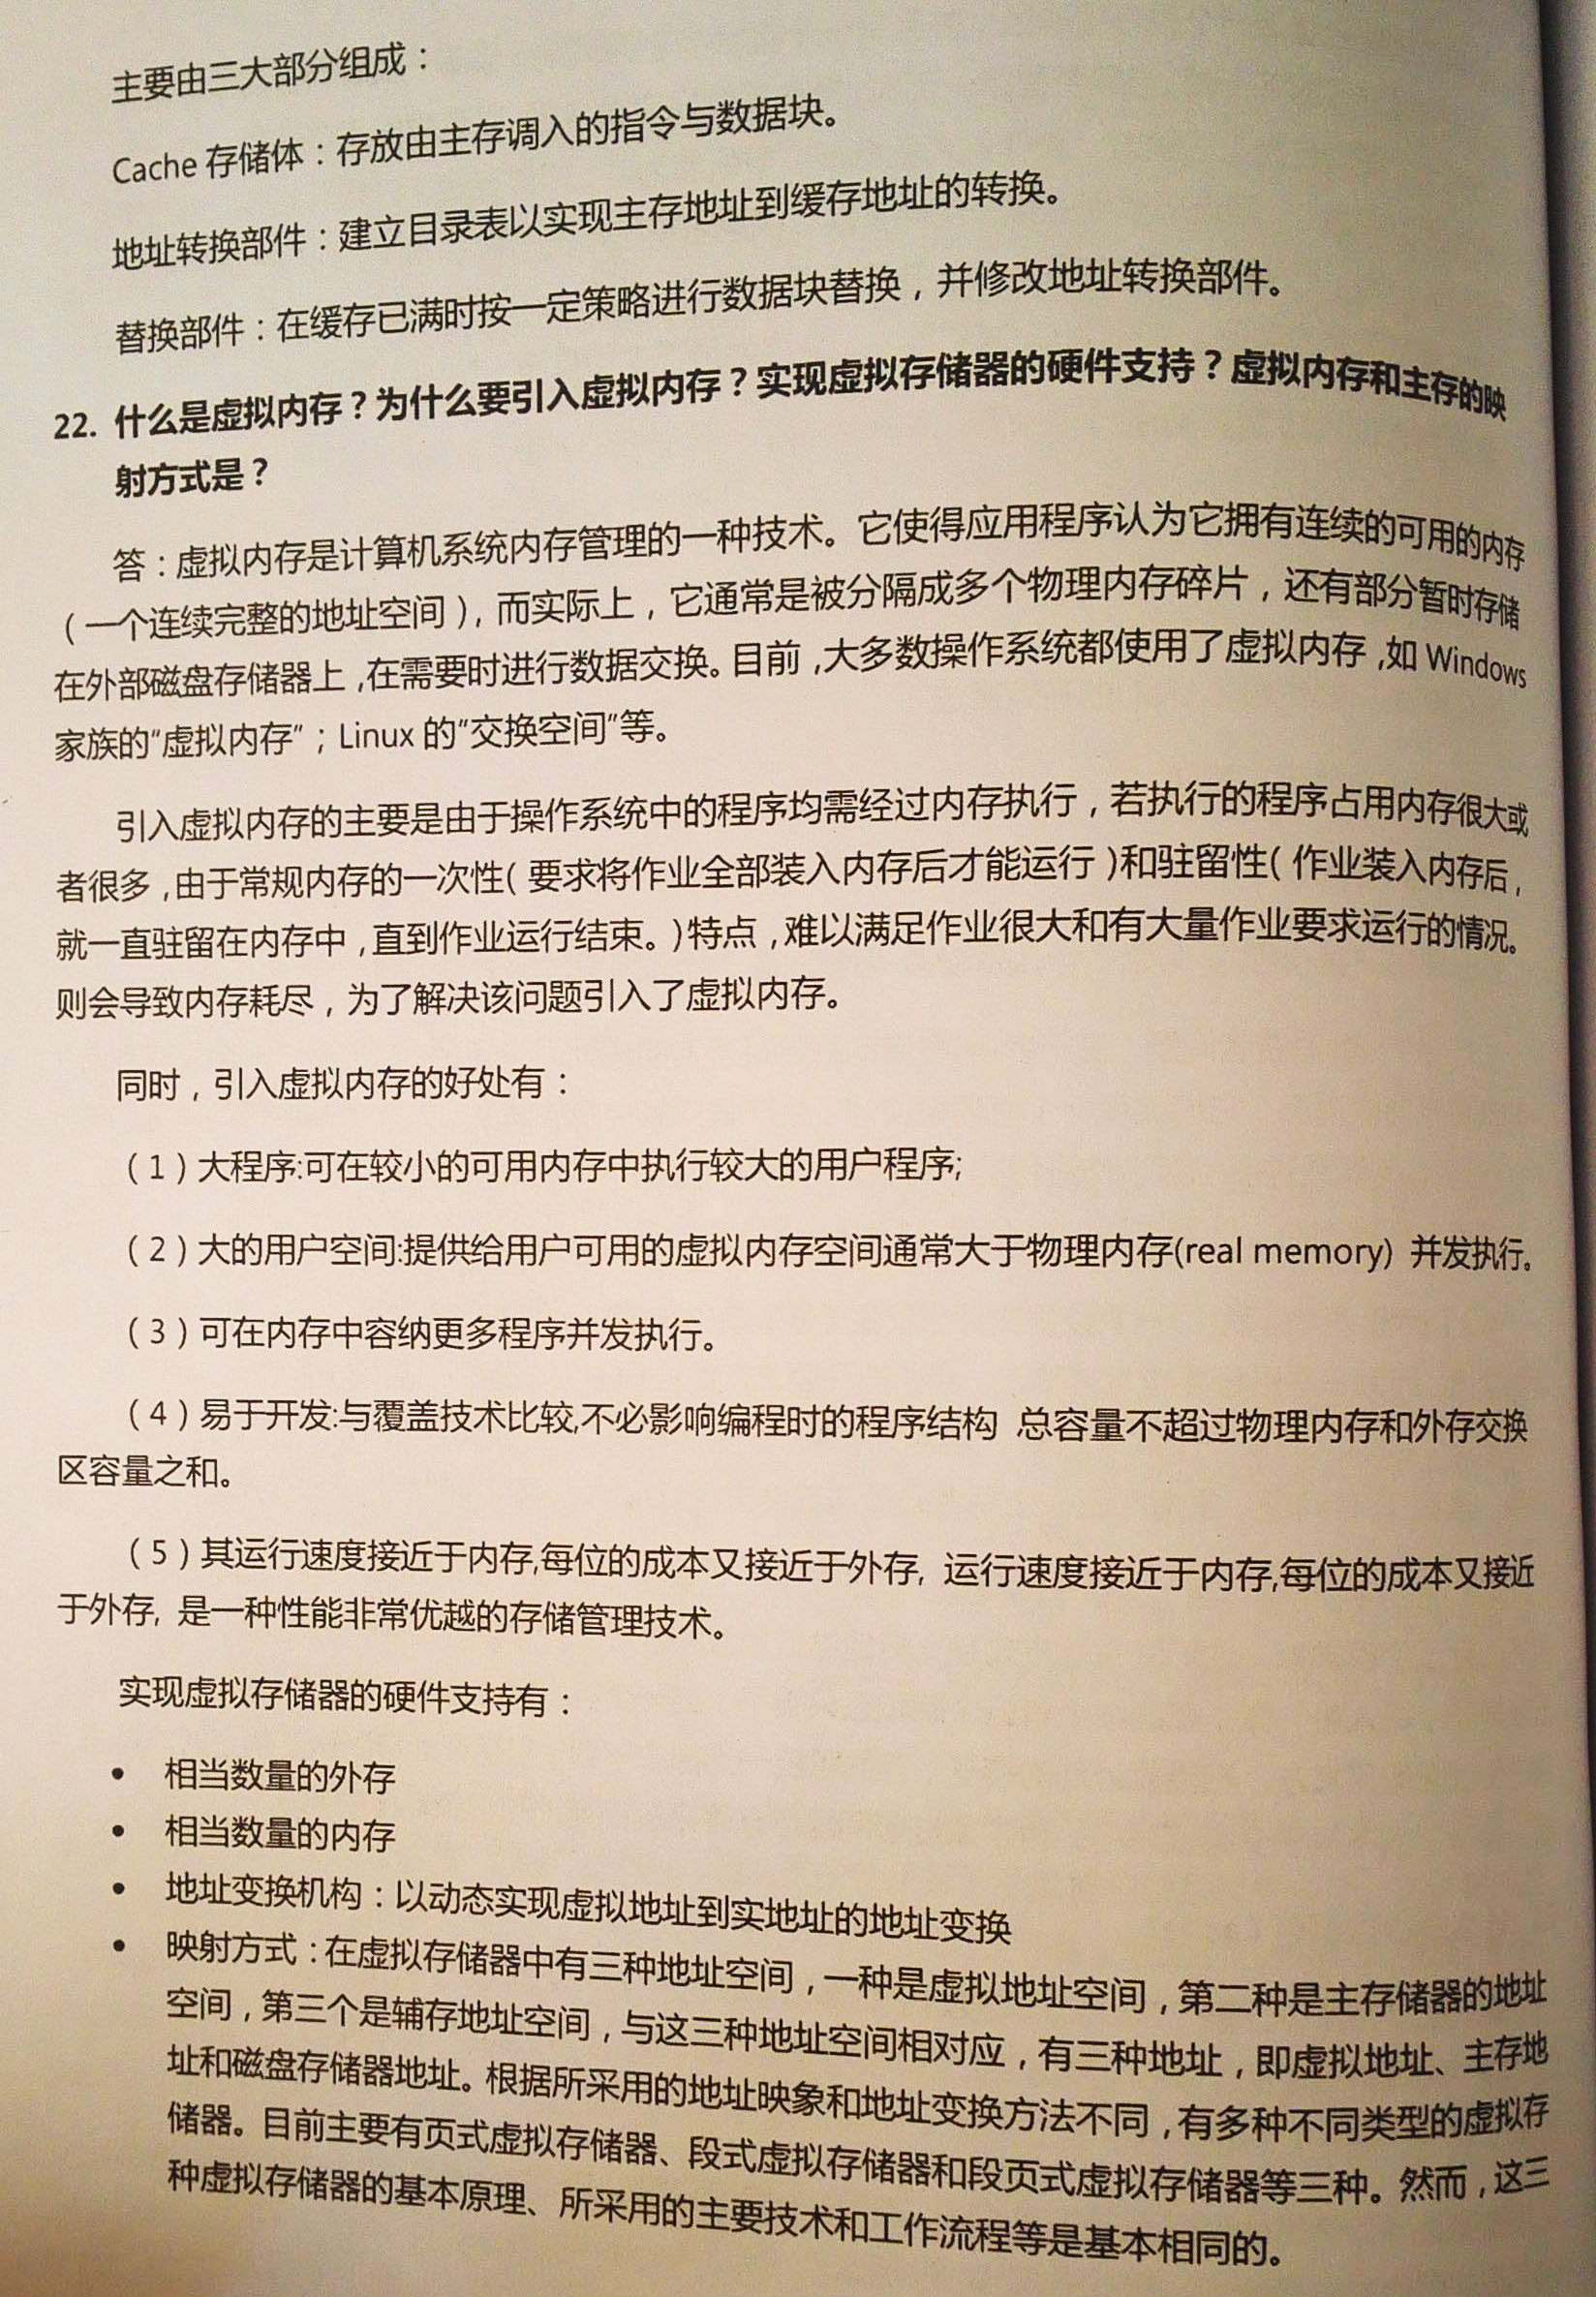 主要由三大部分组成：
Cache 存储体：存放由主存调入的指令与数据块。
地址转换部件：建立目录表以实现主存地址到缓存地址的转换。
替换部件：在缓存已满时按一定策略进行数据块替换，并修改地址转换部件。
22. 什么是虚拟内存？为什么要引入虚拟内存？实现虚拟存储器的硬件支持？虚拟内存和主存的映
射方式是？
答：虚拟内存是计算机系统内存管理的一种技术。它使得应用程序认为它拥有连续的可用的内存
（一个连续完整的地址空间），而实际上，它通常是被分隔成多个物理内存碎片，还有部分暂时存储
在外部磁盘存储器上，在需要时进行数据交换。目前，大多数操作系统都使用了虚拟内存，如 Windows
家族的“虚拟内存”；Linux 的“交换空间”等。
引入虚拟内存的主要是由于操作系统中的程序均需经过内存执行，若执行的程序占用内存很大或
者很多，由于常规内存的一次性（要求将作业全部装入内存后才能运行）和驻留性（作业装入内存后，
就一直驻留在内存中，直到作业运行结束。）特点，难以满足作业很大和有大量作业要求运行的情况。
则会导致内存耗尽，为了解决该问题引入了虚拟内存。
同时，引入虚拟内存的好处有：
（1）大程序:可在较小的可用内存中执行较大的用户程序;
（2）大的用户空间:提供给用户可用的虚拟内存空间通常大于物理内存(real memory) 并发执行。
（3）可在内存中容纳更多程序并发执行。
（4）易于开发:与覆盖技术比较,不必影响编程时的程序结构 总容量不超过物理内存和外存交换
区容量之和。
（5）其运行速度接近于内存,每位的成本又接近于外存, 运行速度接近于内存,每位的成本又接近
于外存, 是一种性能非常优越的存储管理技术。
实现虚拟存储器的硬件支持有：
• 相当数量的外存
• 相当数量的内存
• 地址变换机构：以动态实现虚拟地址到实地址的地址变换
• 映射方式：在虚拟存储器中有三种地址空间，一种是虚拟地址空间，第二种是主存储器的地址
空间，第三个是辅存地址空间，与这三种地址空间相对应，有三种地址，即虚拟地址、主存地
址和磁盘存储器地址。根据所采用的地址映象和地址变换方法不同，有多种不同类型的虚拟存
储器。目前主要有页式虚拟存储器、段式虚拟存储器和段页式虚拟存储器等三种。然而，这三
种虚拟存储器的基本原理、所采用的主要技术和工作流程等是基本相同的。